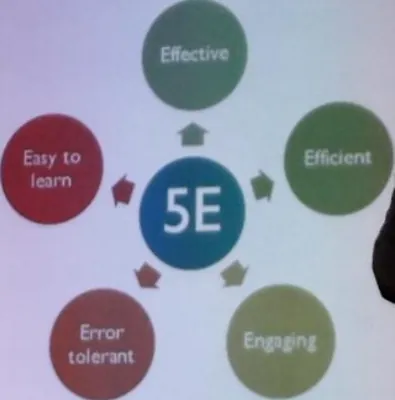 Effective
Easy to
learn
Efficient
5E
Error
tolerant
Engaging